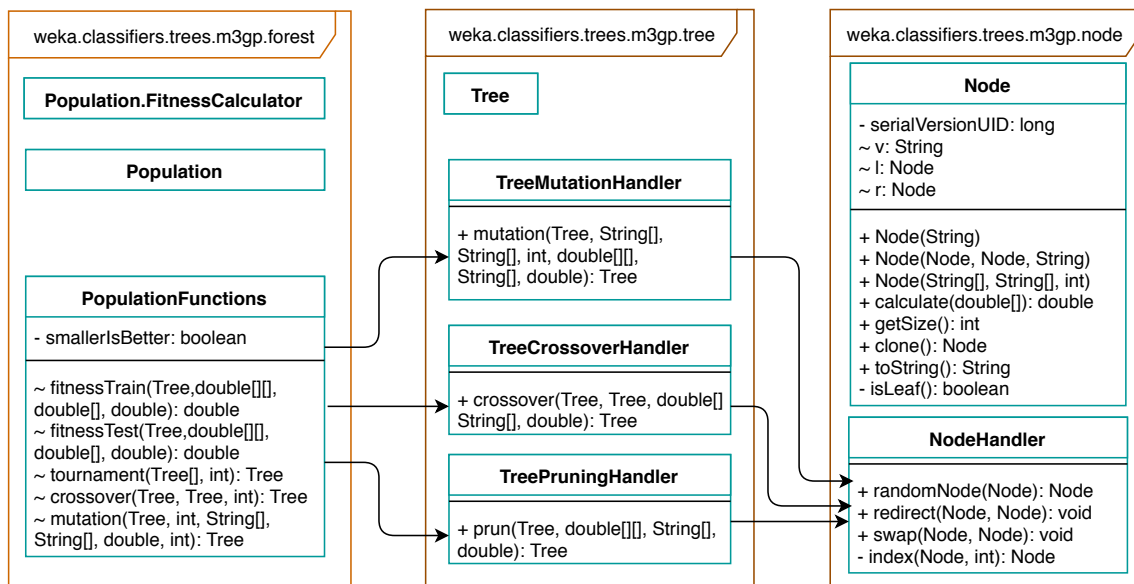 weka.classifiers.trees.m3gp.forest
Population.FitnessCalculator
Population
PopulationFunctions
- smallerIsBetter: boolean
~ fitnessTrain(Tree,double[][],
double[], double): double
~ fitnessTest(Tree,double[][],
double[], double): double
~ tournament(Tree[], int): Tree
~ crossover(Tree, Tree, int): Tree
~ mutation(Tree, int, String[],
String[], double, int): Tree
weka.classifiers.trees.m3gp.tree
Tree
TreeMutationHandler
+ mutation(Tree, String[],
String[], int, double[][],
String[], double): Tree
TreeCrossoverHandler
+ crossover(Tree, Tree, double[]
String[], double): Tree
TreePruningHandler
+ prun(Tree, double[][], String[],
double): Tree
weka.classifiers.trees.m3gp.node
Node
- serialVersionUID: long
~ v: String
~ l: Node
~ r: Node
+ Node(String)
+ Node(Node, Node, String)
+ Node(String[], String[], int)
+ calculate(double[]): double
+ getSize(): int
+ clone(): Node
+ toString(): String
- isLeaf(): boolean
NodeHandler
+ randomNode(Node): Node
+ redirect(Node, Node): void
+ swap(Node, Node): void
- index(Node, int): Node